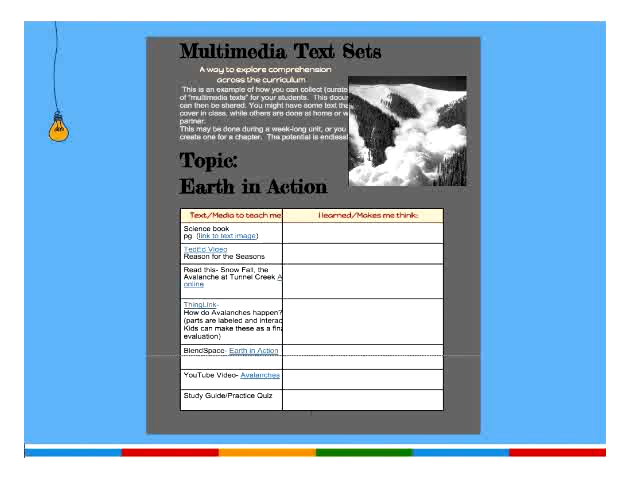 Multimedia Text Sets
A way to explore comprehension
across the curriculum
This is an example of how you can collect (curate
of "multimedia texts" for your students. This docu
can then be shared. You might have some text tha
cover in class, while others are done at home or w
partner.
This may be done during a week-long unit, or you
create one for a chapter. The potential is endless!
Topic:
Earth in Action
Text/Media to teach me
I learned/Makes me think:
Science book
pg. (link to text image)
TedEd Video
Reason for the Seasons
Read this- Snow Fall, the
Avalanche at Tunnel Creek A
online
ThingLink-
How do Avalanches happen?
(parts are labeled and interac
Kids can make these as a fina
evaluation)
BlendSpace- Earth in Action
YouTube Video- Avalanches
Study Guide/Practice Quiz